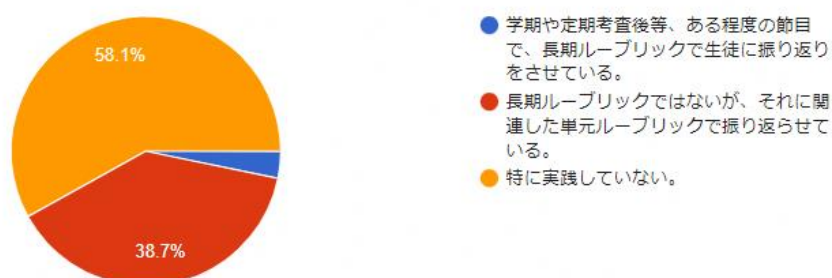 58.1%
38.7%
学期や定期考査後等、ある程度の節目
で、長期ルーブリックで生徒に振り返り
をさせている。
長期ルーブリックではないが、それに関
連した単元ルーブリックで振り返らせて
いる。
特に実践していない。